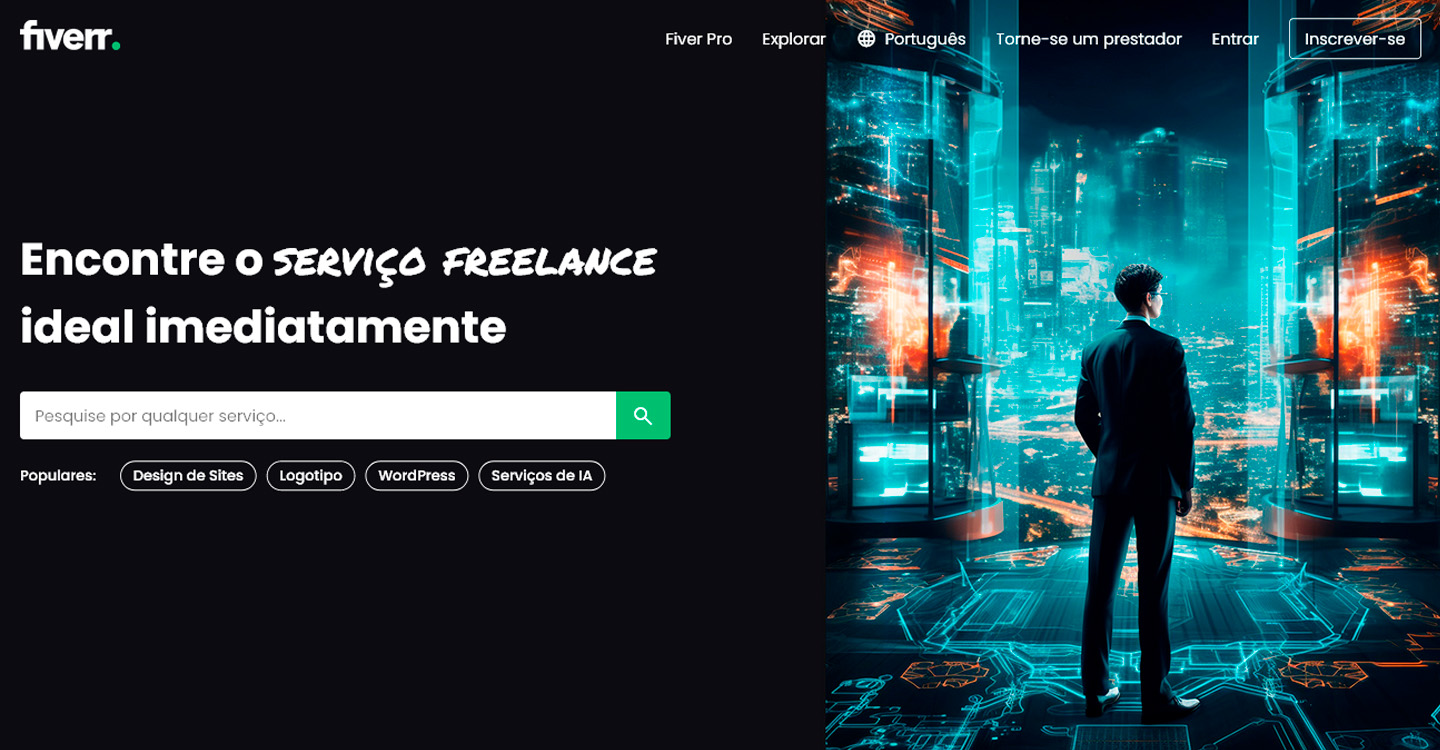 fiverr.
Fiver Pro Explorar Português Torne-se um prestador Entrar Inscrever-se
Encontre o SERVIÇO FREELANCE
ideal imediatamente
Pesquise por qualquer serviço...
Populares: Design de Sites Logotipo WordPress Serviços de IA